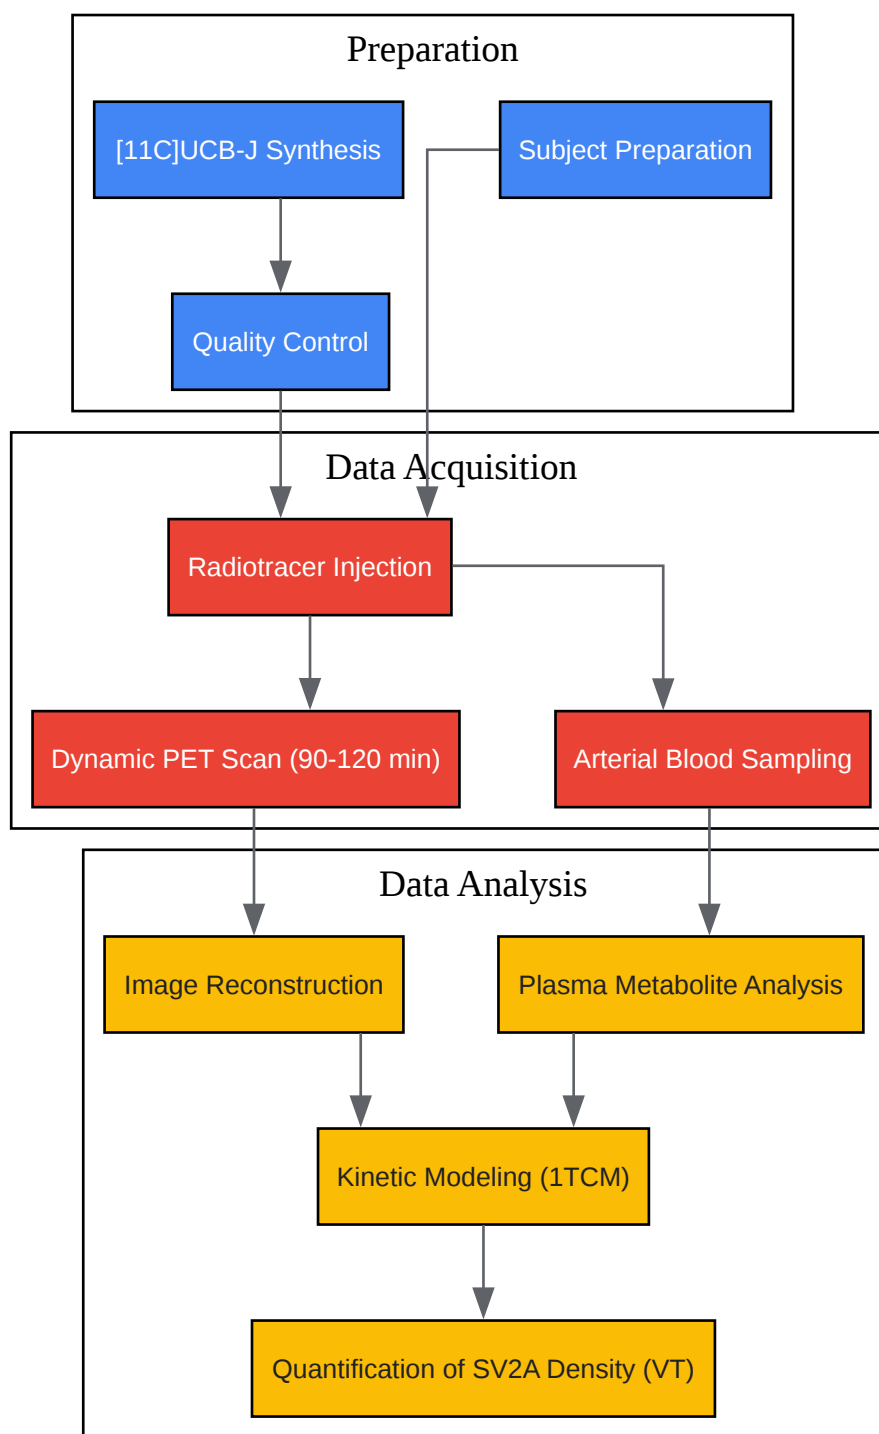 Preparation
[11C]UCB-J Synthesis
Subject Preparation
Quality Control
Data Acquisition
Radiotracer Injection
Dynamic PET Scan (90-120 min)
Arterial Blood Sampling
Data Analysis
Image Reconstruction
Plasma Metabolite Analysis
Kinetic Modeling (1TCM)
Quantification of SV2A Density (VT)